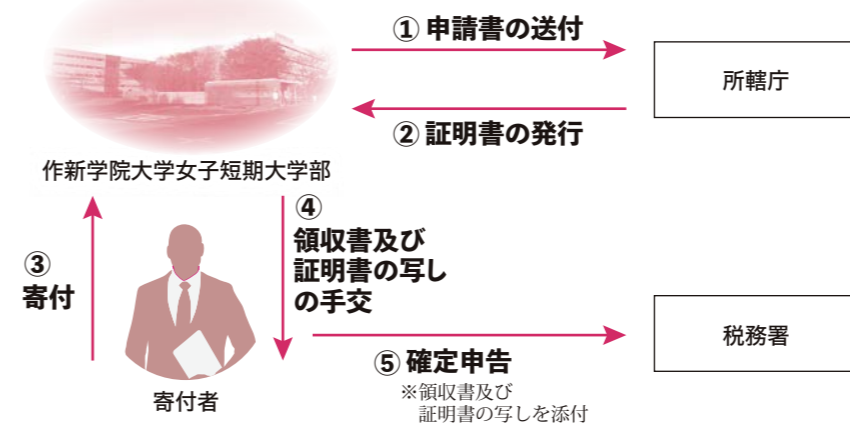 ① 申請書の送付
所轄庁
② 証明書の発行
作新学院大学女子短期大学部
③
寄付
④
領収書及び
証明書の写し
の手交
寄付者
⑤ 確定申告
※領収書及び
証明書の写しを添付
税務署